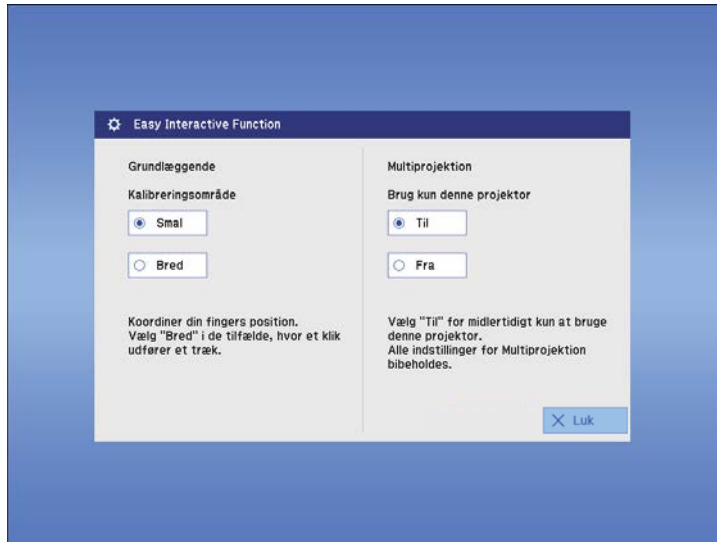 Easy Interactive Function
Grundlæggende
Kalibreringsområde
Smal
Bred
Koordiner din fingers position.
Vælg "Bred" i de tilfælde, hvor et klik
udfører et træk.
Multiprojektion
Brug kun denne projektor
Til
Fra
Vælg "Til" for midlertidigt kun at bruge
denne projektor.
Alle indstillinger for Multiprojektion
bibeholdes.
Luk